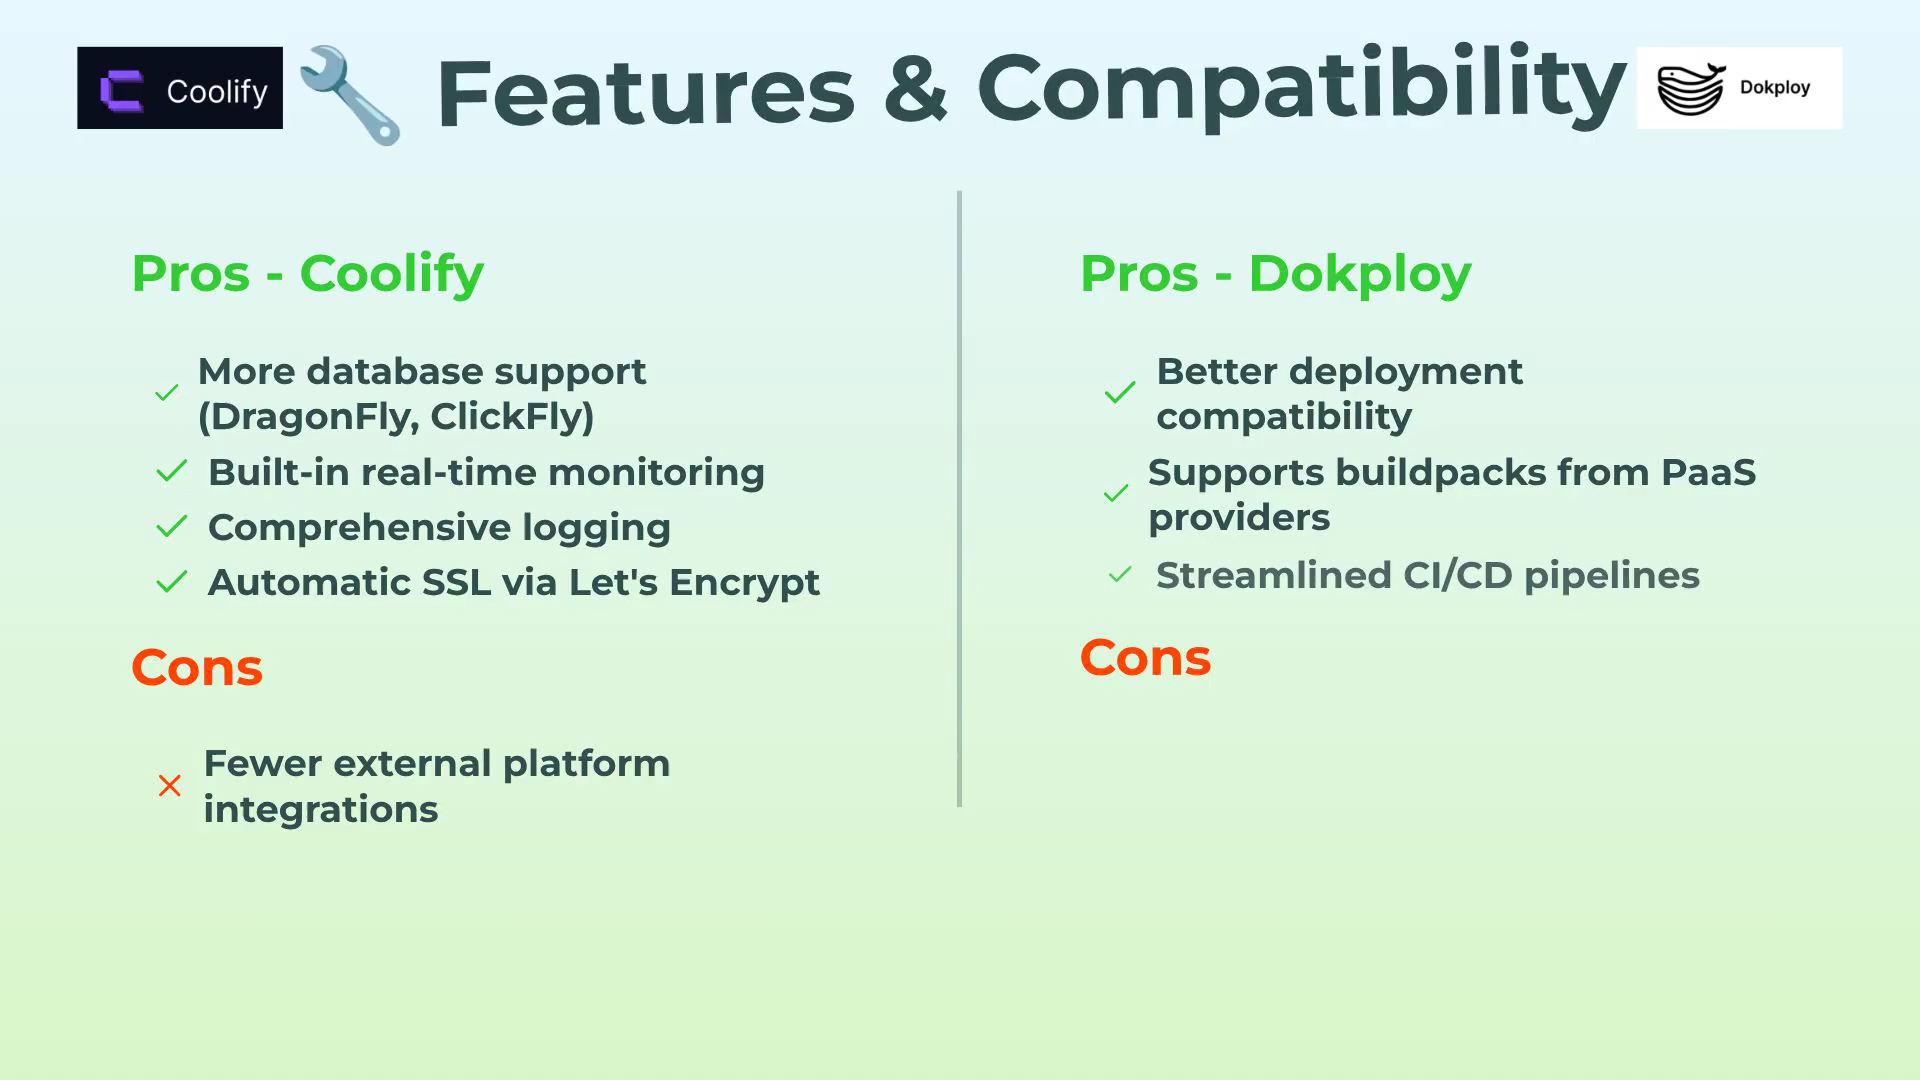 Coolify
Features & Compatibility
Dokploy
Pros - Coolify
More database support
(DragonFly, ClickFly)
Built-in real-time monitoring
Comprehensive logging
Automatic SSL via Let's Encrypt
Cons
Fewer external platform
integrations
Pros - Dokploy
Better deployment
compatibility
Supports buildpacks from PaaS
providers
Streamlined CI/CD pipelines
Cons